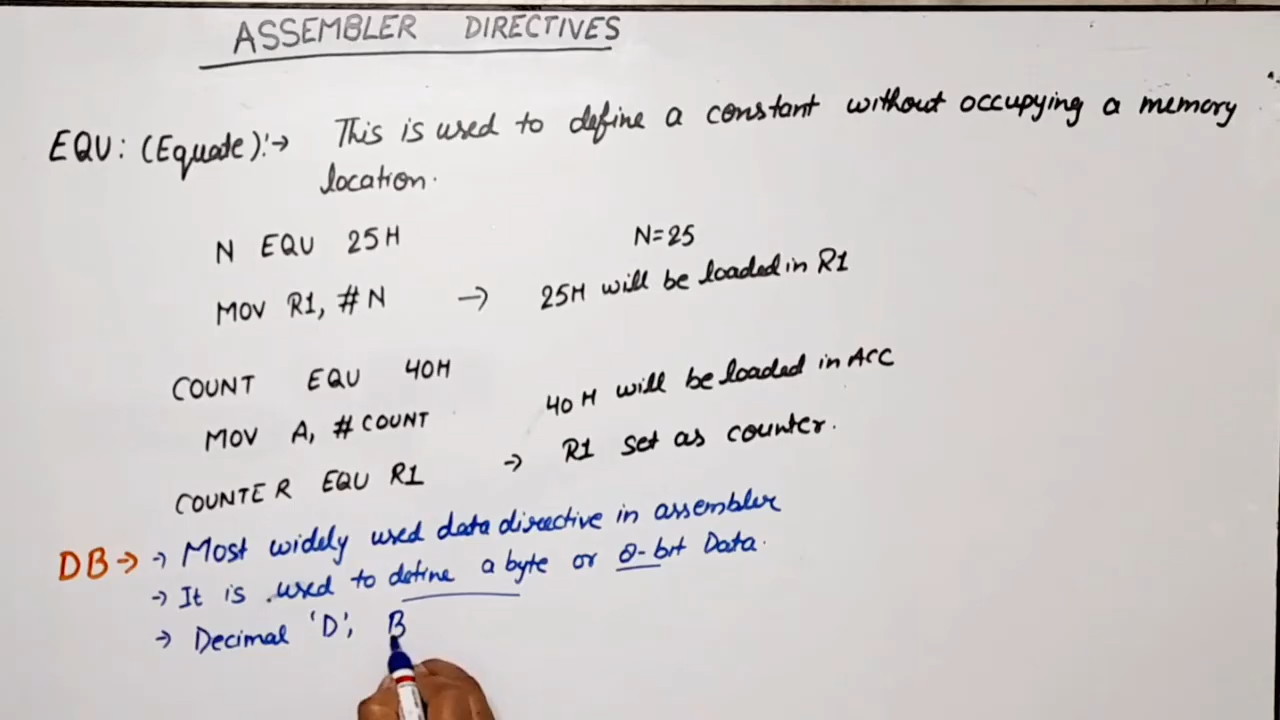 ASSEMBLER DIRECTIVES
EQU: (Equate):→ This is used to define a constant without occupying a memory
location.
N EQU 25H N=25
MOV R1, #N → 25H will be loaded in R1
COUNT EQU 40H
MOV A, #COUNT 40H will be loaded in ACC
COUNTER EQU R1 → R1 set as counter.
DB→ → Most widely used data directive in assembler
→ It is used to define a byte or 8-bit Data.
→ Decimal 'D', B